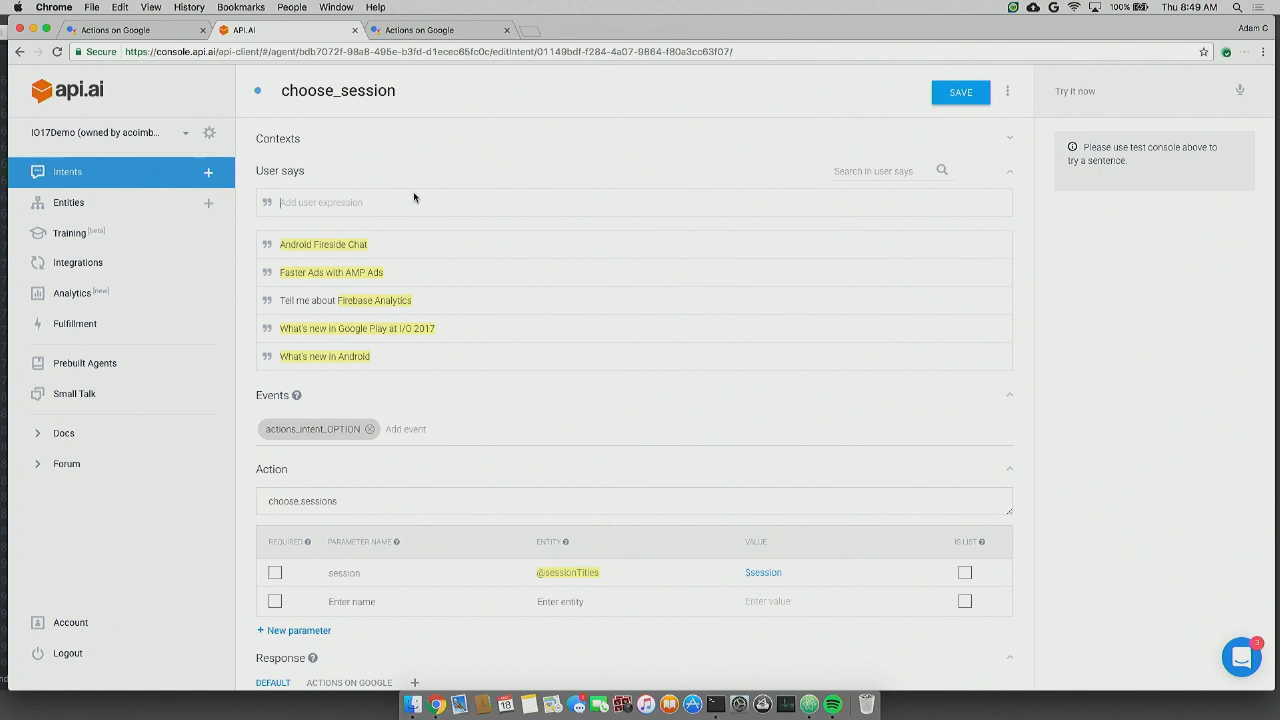 Chrome File Edit View History Bookmarks People Window Help 100% Thu 8:49 AM Adam C
Actions on Google API.AI Actions on Google Adam C
Secure https://console.api.ai/api-client/#/agent/bdb7072f-98a8-495e-b3fd-d1ecec65fc0c/editIntent/01149bdf-f284-4a07-9864-f80a3cc63f07/
api.ai
choose_session
SAVE
Try it now
IO17Demo (owned by acoimb...
Contexts
Please use test console above to
try a sentence.
Intents
User says
Search in user says
Entities
Add user expression
Training [beta]
Android Fireside Chat
Integrations
Faster Ads with AMP Ads
Analytics [new]
Tell me about Firebase Analytics
Fulfillment
What's new in Google Play at I/O 2017
Prebuilt Agents
What's new in Android
Small Talk
Events
Docs
actions_intent_OPTION Add event
Forum
Action
choose.sessions
REQUIRED PARAMETER NAME ENTITY VALUE IS LIST
session @sessionTitles $session
Enter name Enter entity Enter value
Account
+ New parameter
Logout
Response
3
DEFAULT ACTIONS ON GOOGLE
18